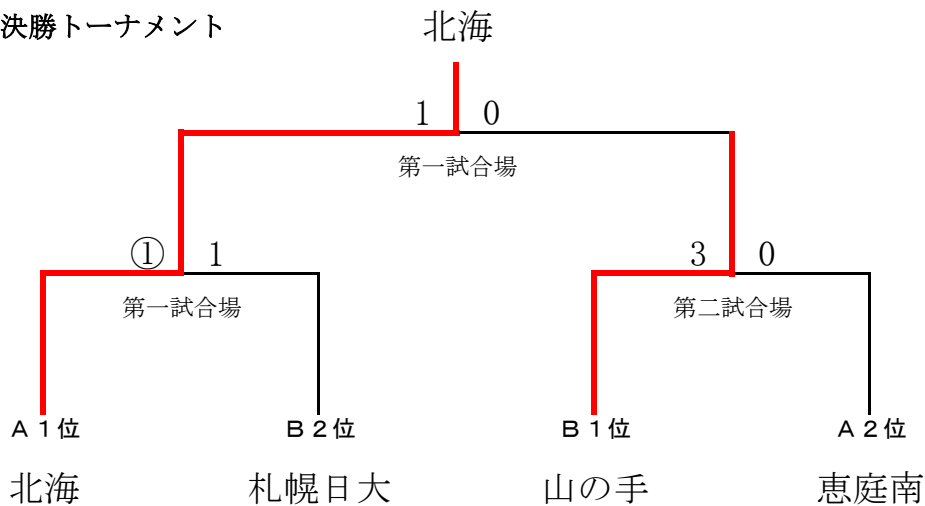 決勝トーナメント
北海
1 0
第一試合場
① 1
3 0
第一試合場
第二試合場
A1位
B2位
B1位
A2位
北海
札幌日大
山の手
恵庭南